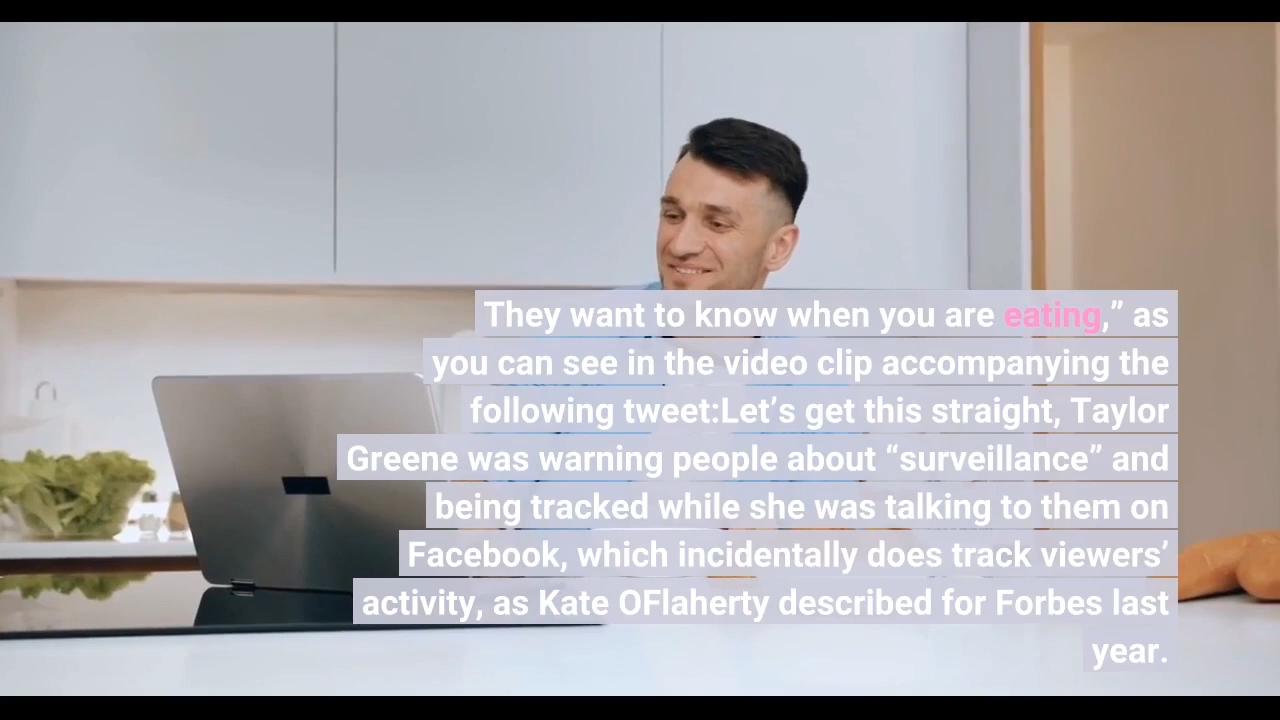 They want to know when you are eating,” as
you can see in the video clip accompanying the
following tweet:Let’s get this straight, Taylor
Greene was warning people about “surveillance” and
being tracked while she was talking to them on
Facebook, which incidentally does track viewers’
activity, as Kate OFlaherty described for Forbes last
year.